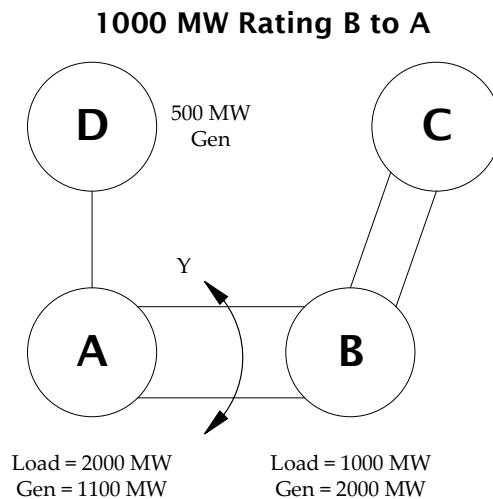 1000 MW Rating B to A
D
500 MW
Gen
C
Y
A
B
Load = 2000 MW
Gen = 1100 MW
Load = 1000 MW
Gen = 2000 MW